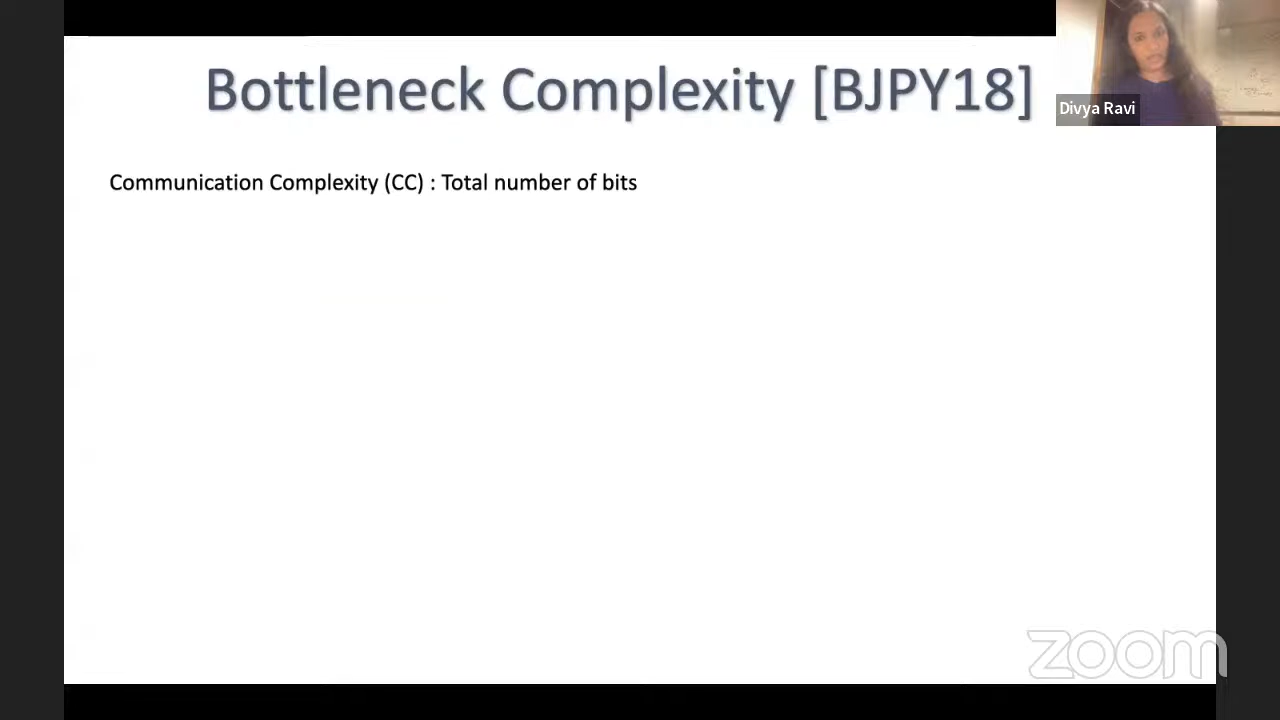 Bottleneck Complexity [BJPY18]
Divya Ravi
Communication Complexity (CC) : Total number of bits
zoom